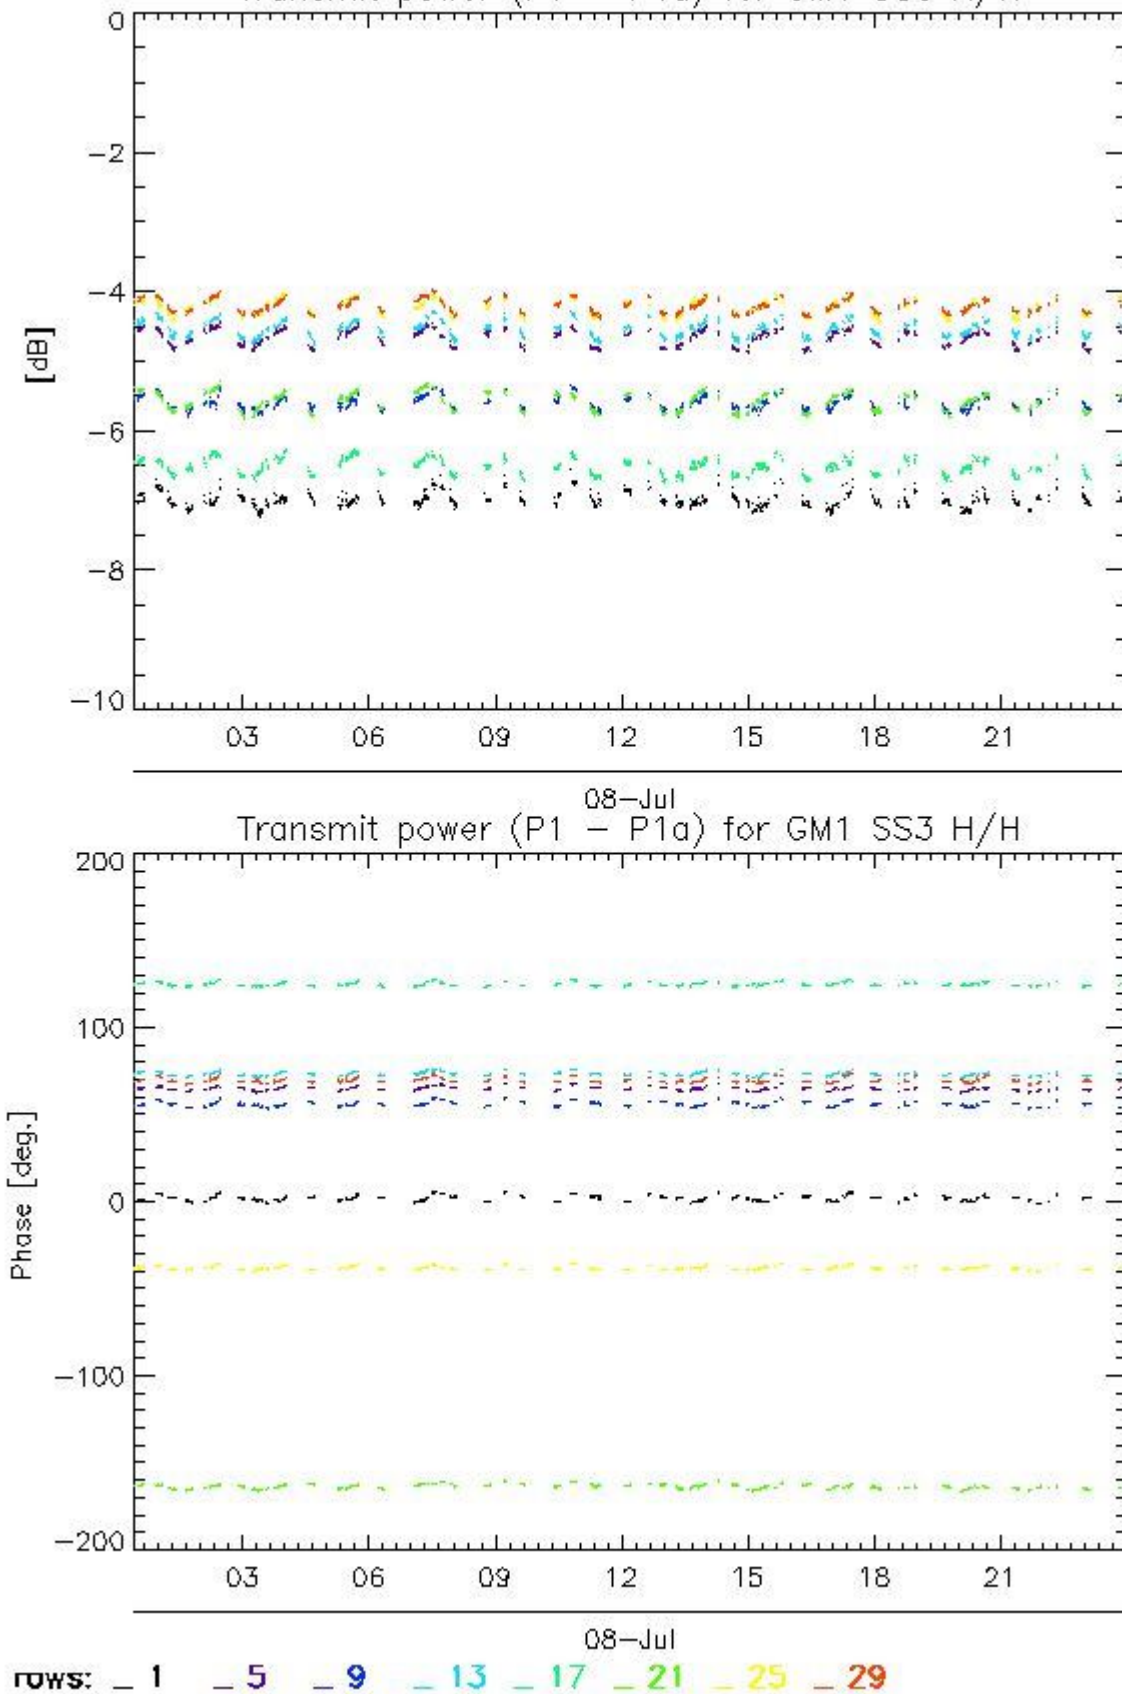 0
−2
−4
[dB]
−6
−8
−10
03 06 09 12 15 18 21
08−Jul
Transmit power (P1 − P1a) for GM1 SS3 H/H
200
100
Phase [deg.]
0
−100
−200
03 06 09 12 15 18 21
08−Jul
rows: _ 1 _ 5 _ 9 _ 13 _ 17 _ 21 _ 25 _ 29